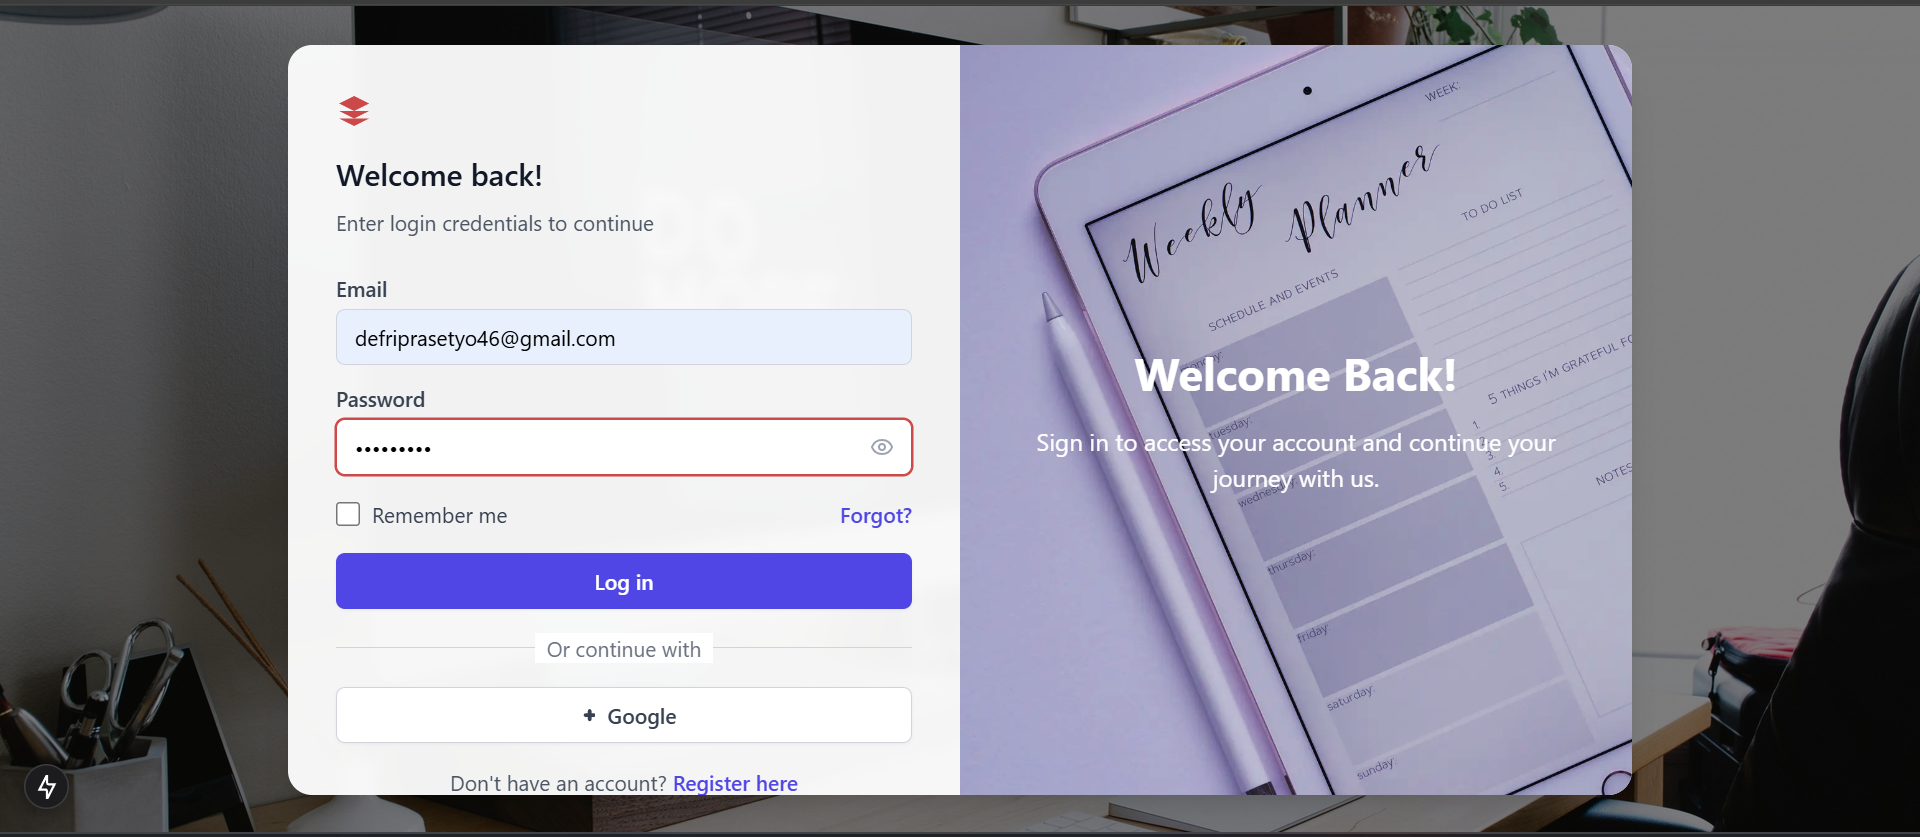 Welcome back!
Enter login credentials to continue
Email
defriprasetyo46@gmail.com
Password
•••••••••
Remember me
Forgot?
Log in
Or continue with
Google
Don't have an account? Register here
WEEK:
Weekly Planner
TO DO LIST
SCHEDULE AND EVENTS
Welcome Back!
5 THINGS I'M GRATEFUL FO
1.
tuesday:
Sign in to access your account and continue your
journey with us.
3.
4.
5.
NOTES
wednesday:
thursday:
friday:
saturday:
sunday: